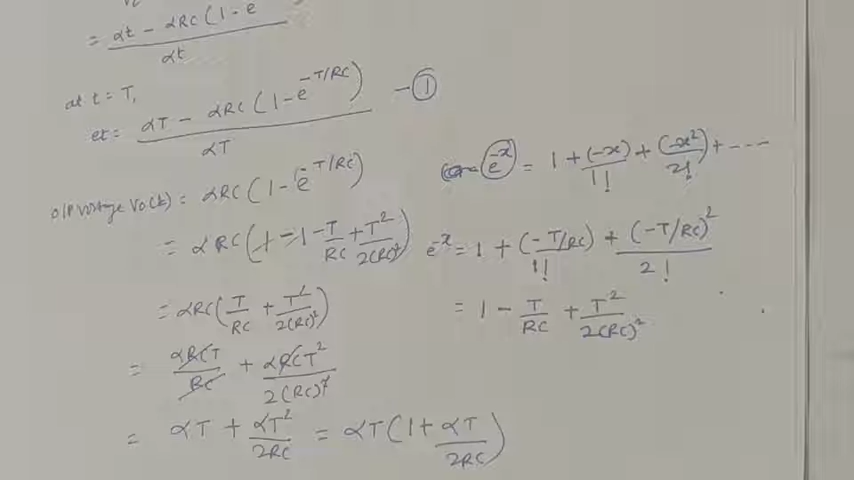 = αt - αRC (1-e
αt
at t = T,
et = αT - αRC (1-e^-T/RC) - ①
αT
O/P Voltage Vo(t) = αRC (1-e^-T/RC)
= αRC (1 - 1 - T/RC + T²/2(RC)²)
= αRC (T/RC + T²/2(RC)²)
= αRCT/RC + αRCT²/2(RC)²
= αT + αT²/2RC = αT (1 + αT/2RC)
e^-x = 1 + (-x)/1! + (-x²)/2! + ----
e^-x = 1 + (-T/RC)/1! + (-T/RC)²/2!
= 1 - T/RC + T²/2(RC)²